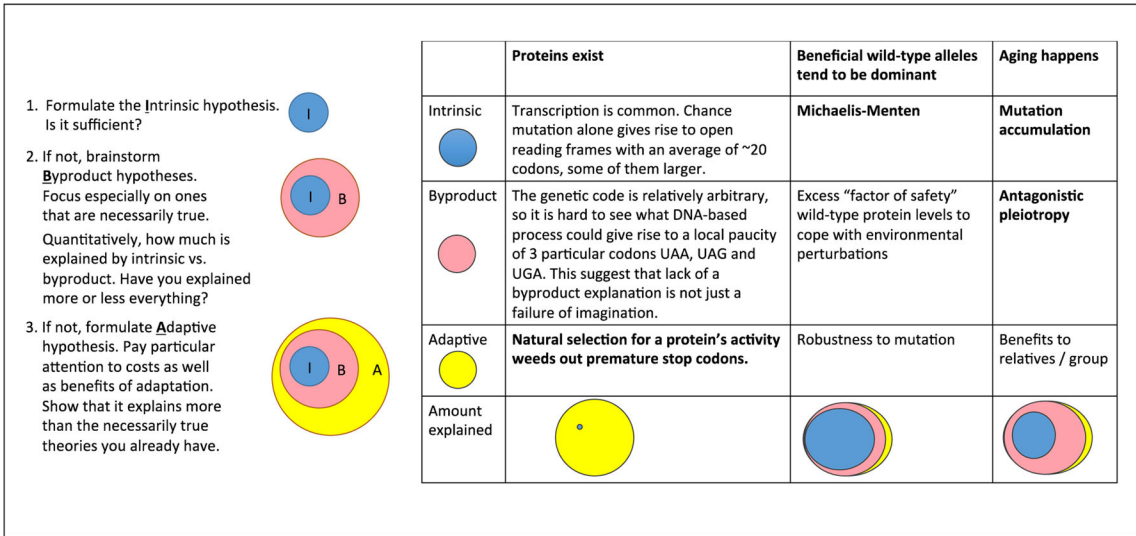 1. Formulate the Intrinsic hypothesis.
Is it sufficient?
I
2. If not, brainstorm
Byproduct hypotheses.
Focus especially on ones
that are necessarily true.
Quantitatively, how much is
explained by intrinsic vs.
byproduct. Have you explained
more or less everything?
I B
3. If not, formulate Adaptive
hypothesis. Pay particular
attention to costs as well
as benefits of adaptation.
Show that it explains more
than the necessarily true
theories you already have.
I B A
Proteins exist
Beneficial wild-type alleles
tend to be dominant
Aging happens
Intrinsic
Transcription is common. Chance
mutation alone gives rise to open
reading frames with an average of ~20
codons, some of them larger.
Michaelis-Menten
Mutation
accumulation
Byproduct
The genetic code is relatively arbitrary,
so it is hard to see what DNA-based
process could give rise to a local paucity
of 3 particular codons UAA, UAG and
UGA. This suggest that lack of a
byproduct explanation is not just a
failure of imagination.
Excess “factor of safety”
wild-type protein levels to
cope with environmental
perturbations
Antagonistic
pleiotropy
Adaptive
Natural selection for a protein’s activity
weeds out premature stop codons.
Robustness to mutation
Benefits to
relatives / group
Amount
explained